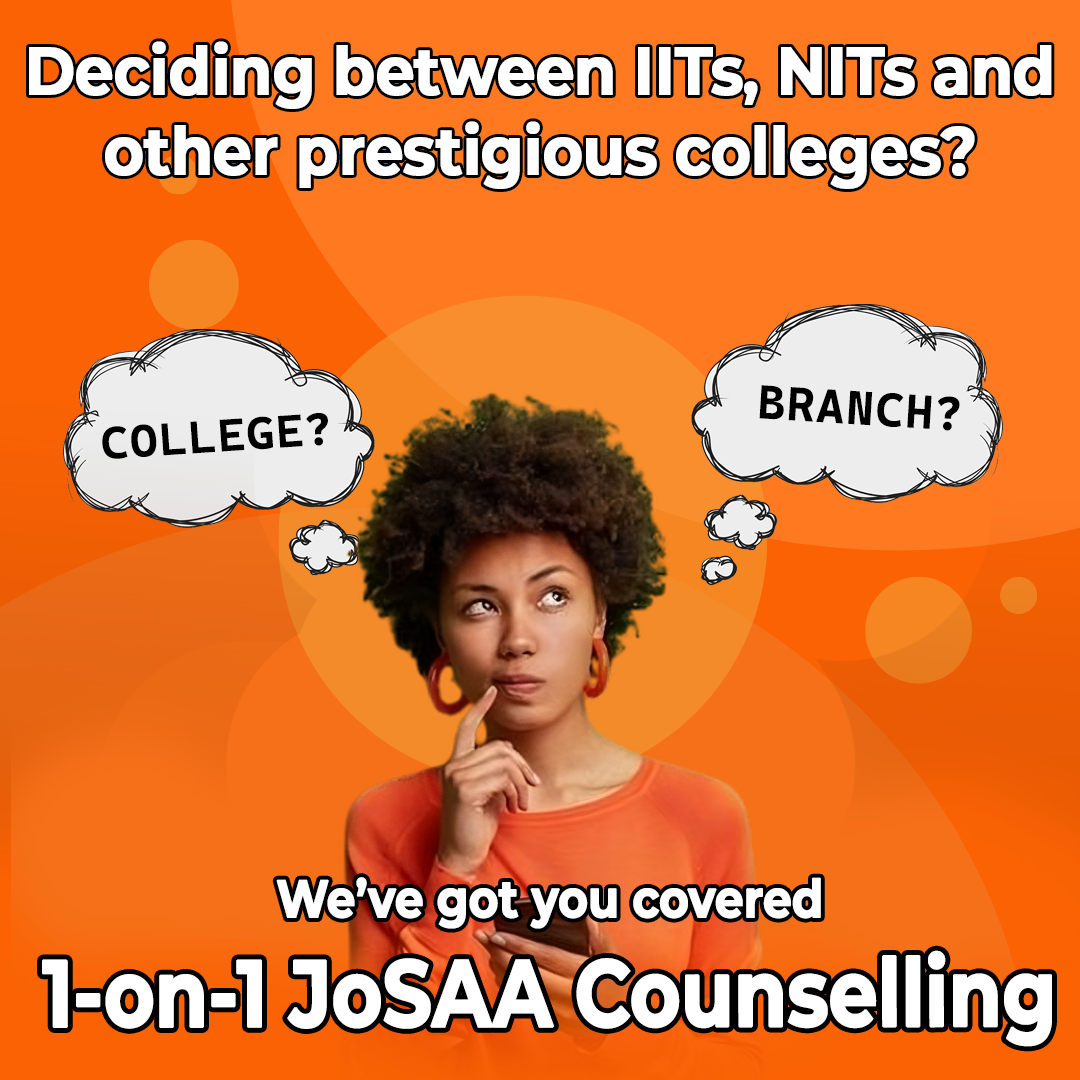 Deciding between IITs, NITs and
other prestigious colleges?
COLLEGE?
BRANCH?
We’ve got you covered
1-on-1 JoSAA Counselling